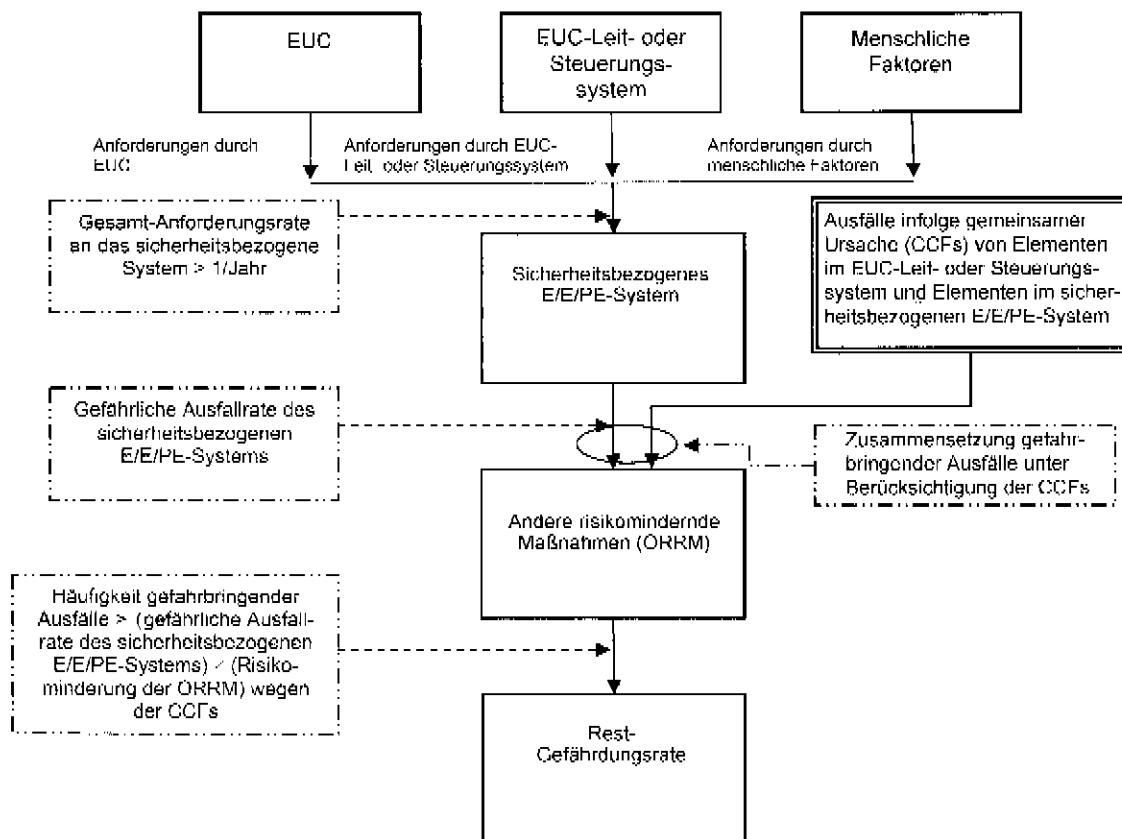 EUC
EUC-Leit- oder
Steuerungs-
system
Menschliche
Faktoren
Anforderungen durch
EUC
Anforderungen durch EUC-
Leit- oder Steuerungssystem
Anforderungen durch
menschliche Faktoren
Gesamt-Anforderungsrate
an das sicherheitsbezogene
System > 1/Jahr
Sicherheitsbezogenes
E/E/PE-System
Ausfälle infolge gemeinsamer
Ursache (CCFs) von Elementen
im EUC-Leit- oder Steuerungs-
system und Elementen im sicher-
heitsbezogenen E/E/PE-System
Gefährliche Ausfallrate des
sicherheitsbezogenen
E/E/PE-Systems
Zusammensetzung gefahr-
bringender Ausfälle unter
Berücksichtigung der CCFs
Andere risikomindernde
Maßnahmen (ORRM)
Häufigkeit gefahrbringender
Ausfälle > (gefährliche Ausfall-
rate des sicherheitsbezogenen
E/E/PE-Systems) / (Risiko-
minderung der ORRM) wegen
der CCFs
Rest-
Gefährdungsrate